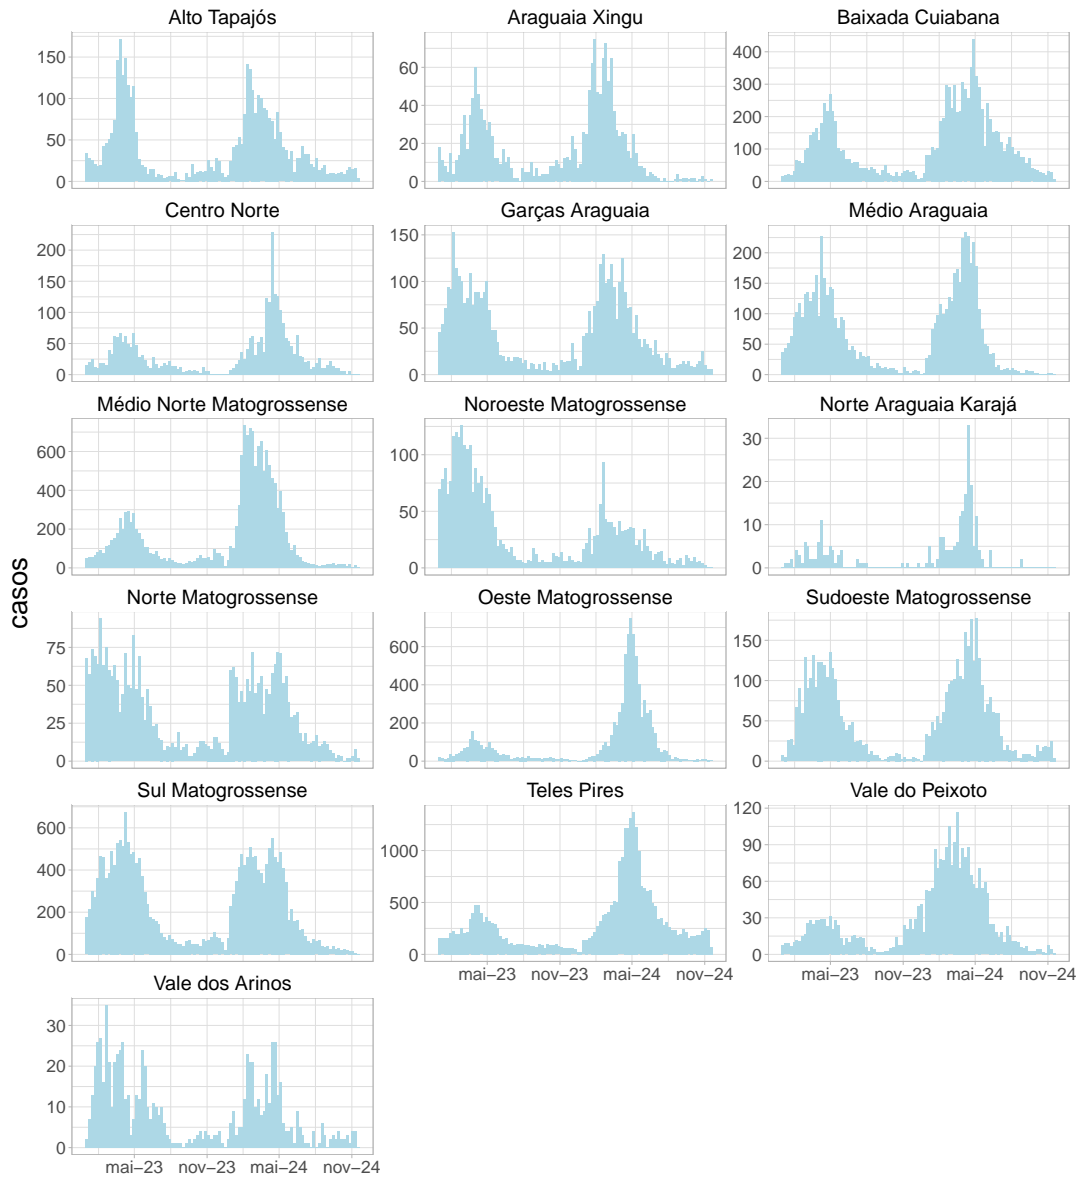 Alto Tapajós Araguaia Xingu Baixada Cuiabana
150 60 400
100 40 300
50 20 200
0 0 100
0
Centro Norte Garças Araguaia Médio Araguaia
200 150 200
150 100 150
100 50 100
50 0 50
0 0
Médio Norte Matogrossense Noroeste Matogrossense Norte Araguaia Karajá
600 100 30
400 50 20
200 0 10
0 0
casos
Norte Matogrossense Oeste Matogrossense Sudoeste Matogrossense
75 600 150
50 400 100
25 200 50
0 0 0
Sul Matogrossense Teles Pires Vale do Peixoto
600 1000 120
400 500 90
200 0 60
0 30
0
mai−23 nov−23 mai−24 nov−24 mai−23 nov−23 mai−24 nov−24
Vale dos Arinos
30
20
10
0
mai−23 nov−23 mai−24 nov−24